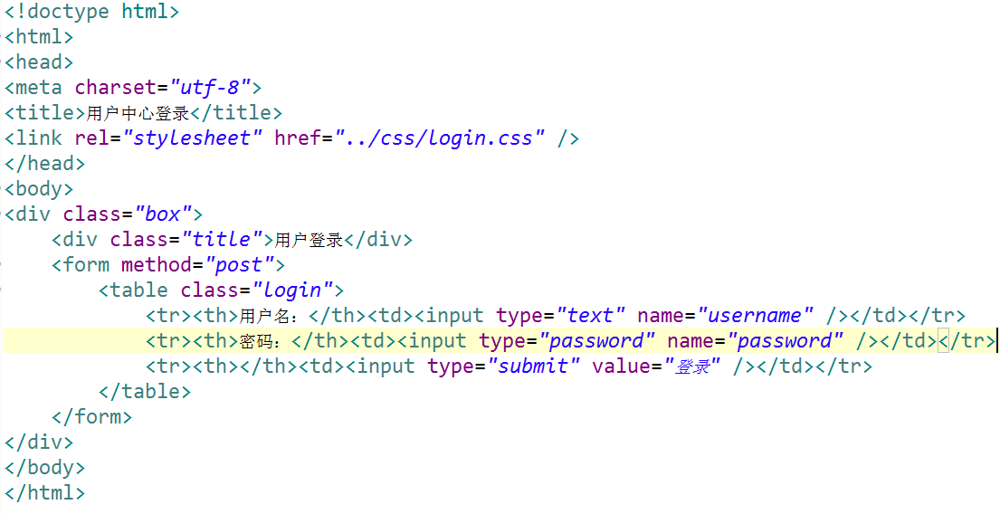 <!doctype html>
<html>
<head>
<meta charset="utf-8">
<title>用户中心登录</title>
<link rel="stylesheet" href="../css/login.css" />
</head>
<body>
<div class="box">
    <div class="title">用户登录</div>
    <form method="post">
        <table class="login">
            <tr><th>用户名：</th><td><input type="text" name="username" /></td></tr>
            <tr><th>密码：</th><td><input type="password" name="password" /></td></tr>
            <tr><th></th><td><input type="submit" value="登录" /></td></tr>
        </table>
    </form>
</div>
</body>
</html>